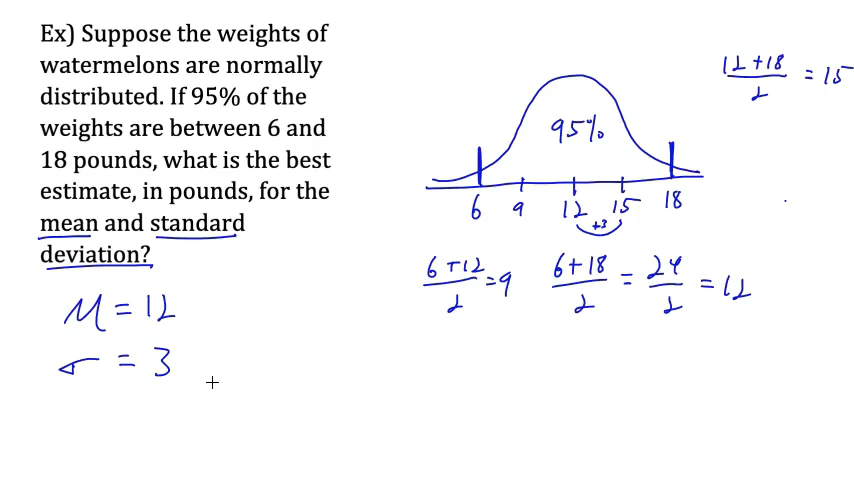 Ex) Suppose the weights of
watermelons are normally
distributed. If 95% of the
weights are between 6 and
18 pounds, what is the best
estimate, in pounds, for the
mean and standard
deviation?
μ = 12
σ = 3
95%
6 9 12 15 18
+3
(12+18)/2 = 15
(6+12)/2 = 9
(6+18)/2 = 24/2 = 12